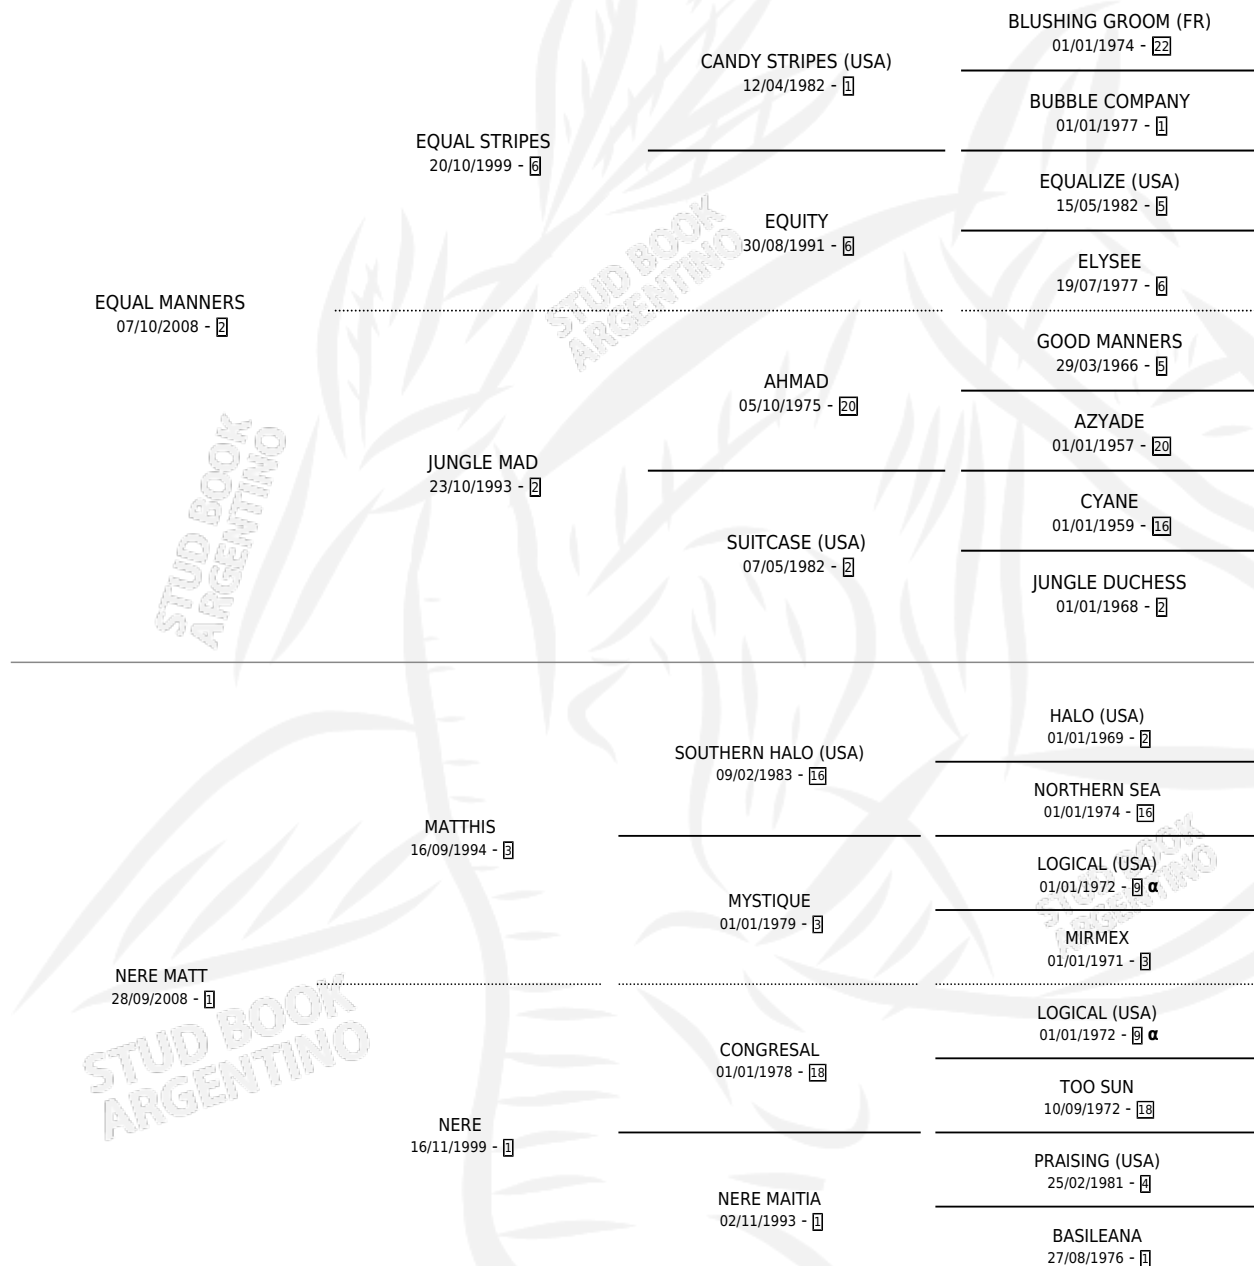 BLUSHING GROOM (FR)
01/01/1974 - 22
CANDY STRIPES (USA)
12/04/1982 - 1
BUBBLE COMPANY
01/01/1977 - 1
EQUAL STRIPES
20/10/1999 - 6
EQUALIZE (USA)
15/05/1982 - 5
EQUITY
30/08/1991 - 6
ELYSEE
19/07/1977 - 6
EQUAL MANNERS
07/10/2008 - 2
GOOD MANNERS
29/03/1966 - 5
AHMAD
05/10/1975 - 20
AZYADE
01/01/1957 - 20
JUNGLE MAD
23/10/1993 - 2
CYANE
01/01/1959 - 16
SUITCASE (USA)
07/05/1982 - 2
JUNGLE DUCHESS
01/01/1968 - 2
HALO (USA)
01/01/1969 - 2
SOUTHERN HALO (USA)
09/02/1983 - 16
NORTHERN SEA
01/01/1974 - 16
MATTHIS
16/09/1994 - 3
LOGICAL (USA)
01/01/1972 - 9 α
MYSTIQUE
01/01/1979 - 3
MIRMEX
01/01/1971 - 3
NERE MATT
28/09/2008 - 1
LOGICAL (USA)
01/01/1972 - 9 α
CONGRESAL
01/01/1978 - 18
TOO SUN
10/09/1972 - 18
NERE
16/11/1999 - 1
PRAISING (USA)
25/02/1981 - 4
NERE MAITIA
02/11/1993 - 1
BASILEANA
27/08/1976 - 1
STUD BOOK
ARGENTINO
STUD BOOK
ARGENTINO
STUD BOOK
ARGENTINO
STUD BOOK
ARGENTINO